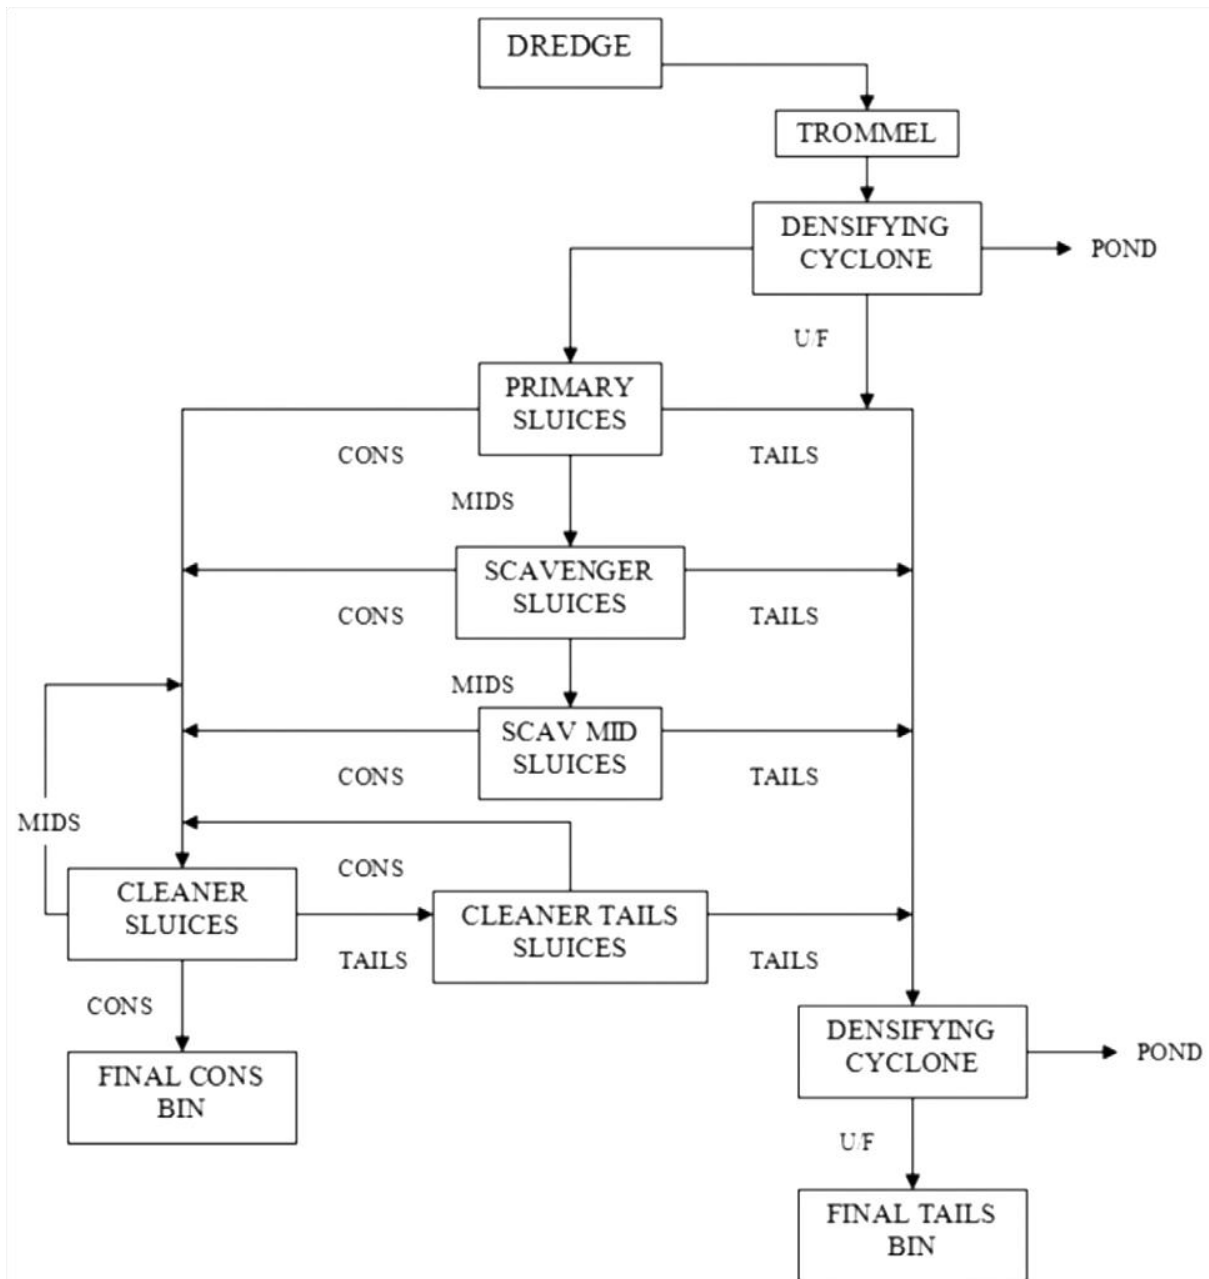 DREDGE
TROMMEL
DENSIFYING
CYCLONE
POND
U/F
PRIMARY
SLUICES
CONS
TAILS
MIDS
SCAVENGER
SLUICES
CONS
TAILS
MIDS
SCAV MID
SLUICES
CONS
TAILS
MIDS
CONS
CLEANER
SLUICES
CLEANER TAILS
SLUICES
TAILS
TAILS
CONS
DENSIFYING
CYCLONE
POND
FINAL CONS
BIN
U/F
FINAL TAILS
BIN